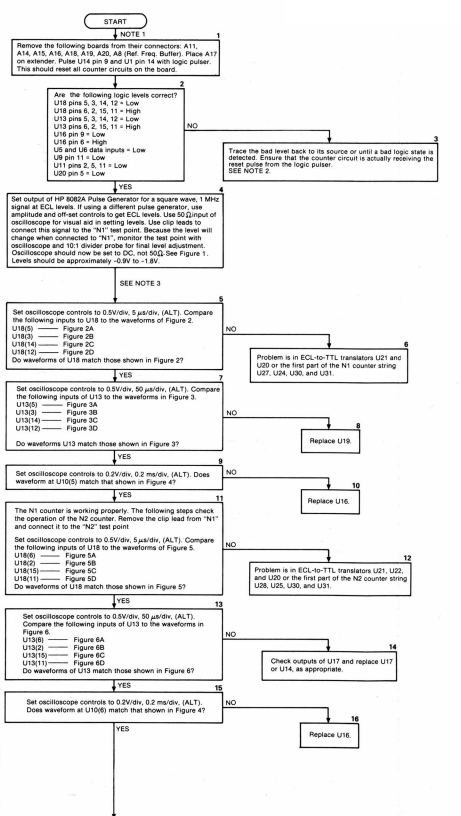 START
NOTE 1
1
Remove the following boards from their connectors: A11,
A14, A15, A16, A18, A19, A20, A8 (Ref. Freq. Buffer). Place A17
on extender. Pulse U14 pin 9 and U1 pin 14 with logic pulser.
This should reset all counter circuits on the board.
2
Are the following logic levels correct?
U18 pins 5, 3, 14, 12 = Low
U18 pins 6, 2, 15, 11 = High
U13 pins 5, 3, 14, 12 = Low
U13 pins 6, 2, 15, 11 = High
U16 pin 9 = Low
U16 pin 6 = High
U5 and U6 data inputs = Low
U9 pin 11 = Low
U11 pins 2, 5, 11 = Low
U20 pin 5 = Low
NO
3
Trace the bad level back to its source or until a bad logic state is
detected. Ensure that the counter circuit is actually receiving the
reset pulse from the logic pulser.
SEE NOTE 2.
YES
4
Set output of HP 8082A Pulse Generator for a square wave, 1 MHz
signal at ECL levels. If using a different pulse generator, use
amplitude and off-set controls to get ECL levels. Use 50 Ω input of
oscilloscope for visual aid in setting levels. Use clip leads to
connect this signal to the "N1" test point. Because the level will
change when connected to "N1", monitor the test point with
oscilloscope and 10:1 divider probe for final level adjustment.
Oscilloscope should now be set to DC, not 50Ω. See Figure 1.
Levels should be approximately -0.9V to -1.8V.
SEE NOTE 3
5
Set oscilloscope controls to 0.5V/div, 5 μs/div, (ALT). Compare
the following inputs to U18 to the waveforms of Figure 2.
U18(5) —— Figure 2A
U18(3) —— Figure 2B
U18(14) —— Figure 2C
U18(12) —— Figure 2D
Do waveforms of U18 match those shown in Figure 2?
NO
6
Problem is in ECL-to-TTL translators U21 and
U20 or the first part of the N1 counter string
U27, U24, U30, and U31.
YES
7
Set oscilloscope controls to 0.5V/div, 50 μs/div, (ALT). Compare
the following inputs of U13 to the waveforms in Figure 3.
U13(5) —— Figure 3A
U13(3) —— Figure 3B
U13(14) —— Figure 3C
U13(12) —— Figure 3D
Do waveforms U13 match those shown in Figure 3?
NO
8
Replace U19.
YES
9
Set oscilloscope controls to 0.2V/div, 0.2 ms/div, (ALT). Does
waveform at U10(5) match that shown in Figure 4?
NO
10
Replace U16.
YES
11
The N1 counter is working properly. The following steps check
the operation of the N2 counter. Remove the clip lead from "N1"
and connect it to the "N2" test point
Set oscilloscope controls to 0.5V/div, 5 μs/div, (ALT). Compare
the following inputs of U18 to the waveforms of Figure 5.
U18(6) —— Figure 5A
U18(2) —— Figure 5B
U18(15) —— Figure 5C
U18(11) —— Figure 5D
Do waveforms of U18 match those shown in Figure 5?
NO
12
Problem is in ECL-to-TTL translators U21, U22,
and U20 or the first part of the N2 counter string
U28, U25, U30, and U31.
YES
13
Set oscilloscope controls to 0.5V/div, 50 μs/div, (ALT).
Compare the following inputs of U13 to the waveforms in
Figure 6.
U13(6) —— Figure 6A
U13(2) —— Figure 6B
U13(15) —— Figure 6C
U13(11) —— Figure 6D
Do waveforms of U13 match those shown in Figure 6?
NO
14
Check outputs of U17 and replace U17
or U14, as appropriate.
YES
15
Set oscilloscope controls to 0.2V/div, 0.2 ms/div, (ALT).
Does waveform at U10(6) match that shown in Figure 4?
NO
16
Replace U16.
YES